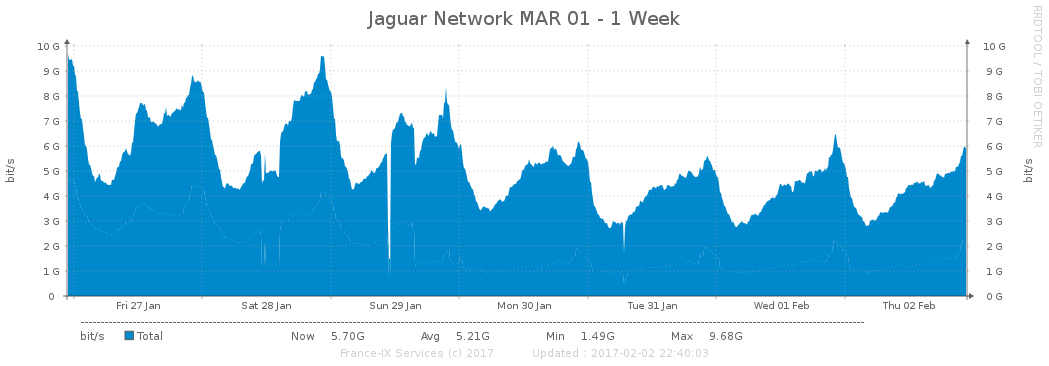 Jaguar Network MAR 01 - 1 Week
RRDTOOL / TOBI OETIKER
bit/s
10 G 10 G
9 G 9 G
8 G 8 G
7 G 7 G
6 G 6 G
5 G 5 G
4 G 4 G
3 G 3 G
2 G 2 G
1 G 1 G
0 0 G
bit/s
Fri 27 Jan Sat 28 Jan Sun 29 Jan Mon 30 Jan Tue 31 Jan Wed 01 Feb Thu 02 Feb
bit/s Total Now 5.70G Avg 5.21G Min 1.49G Max 9.68G
France-IX Services (c) 2017 Updated : 2017-02-02 22:40:03